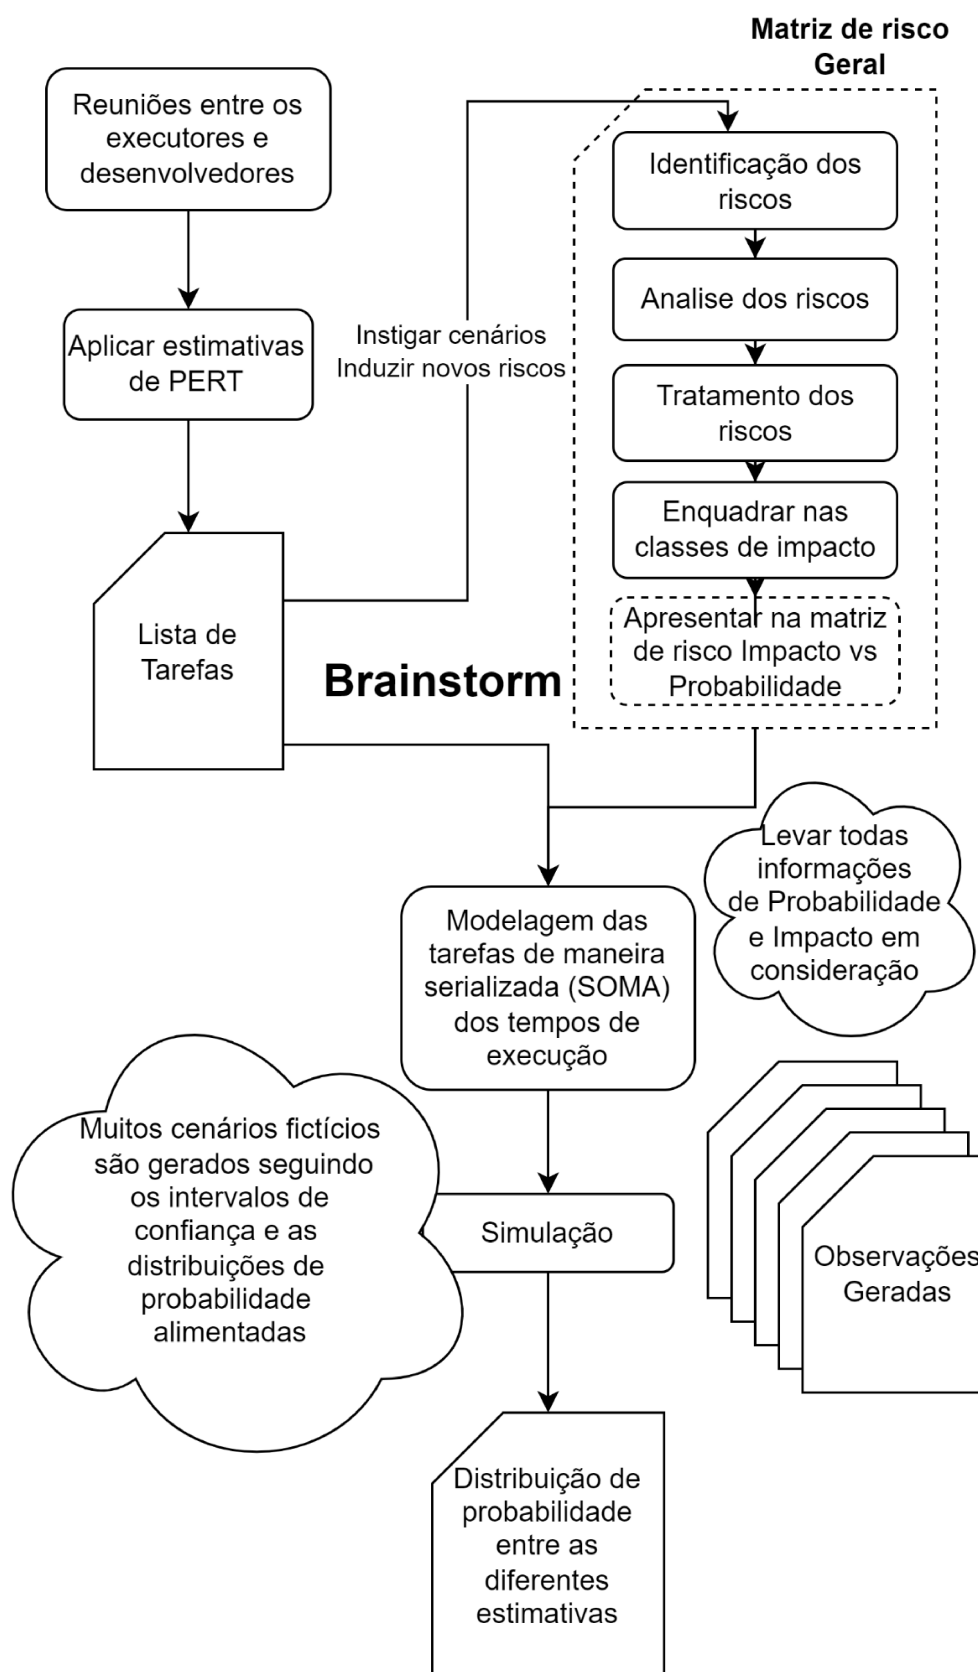 Matriz de risco
Geral
Reuniões entre os
executores e
desenvolvedores
Aplicar estimativas
de PERT
Lista de
Tarefas
Instigar cenários
Induzir novos riscos
Identificação dos
riscos
Analise dos riscos
Tratamento dos
riscos
Enquadrar nas
classes de impacto
Apresentar na matriz
de risco Impacto vs
Probabilidade
Brainstorm
Levar todas
informações
de Probabilidade
e Impacto em
consideração
Modelagem das
tarefas de maneira
serializada (SOMA)
dos tempos de
execução
Muitos cenários fictícios
são gerados seguindo
os intervalos de
confiança e as
distribuições de
probabilidade
alimentadas
Simulação
Observações
Geradas
Distribuição de
probabilidade
entre as
diferentes
estimativas